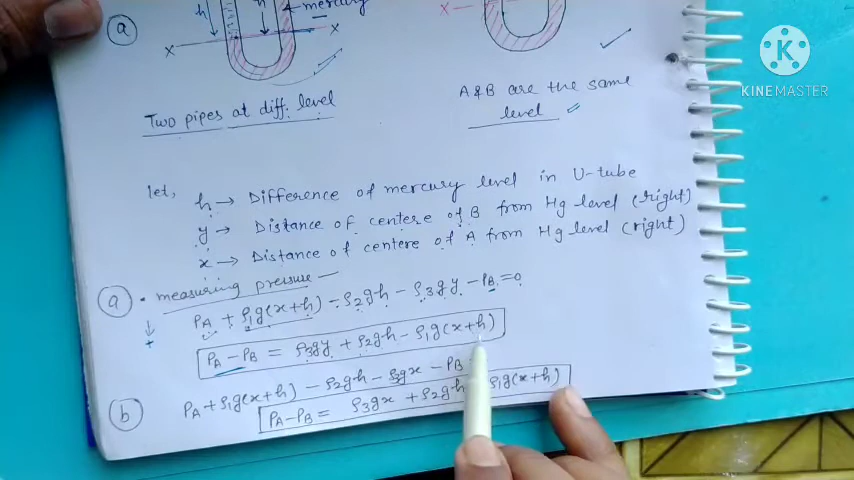 (a) h h mercury
X X X
K
KINEMASTER
Two pipes at diff. level
A & B are the same level
let,
h → Difference of mercury level in U-tube
y → Distance of centere of B from Hg level (right)
x → Distance of centere of A from Hg level (right)
(a) • measuring pressure —
↓ +
PA + ρ1g(x+h) - ρ2gh - ρ3gy - PB = 0
PA - PB = ρ3gy + ρ2gh - ρ1g(x+h)
(b) PA + ρ1g(x+h) - ρ2gh - ρ3gx - PB
PA - PB = ρ3gx + ρ2gh ρ1g(x+h)